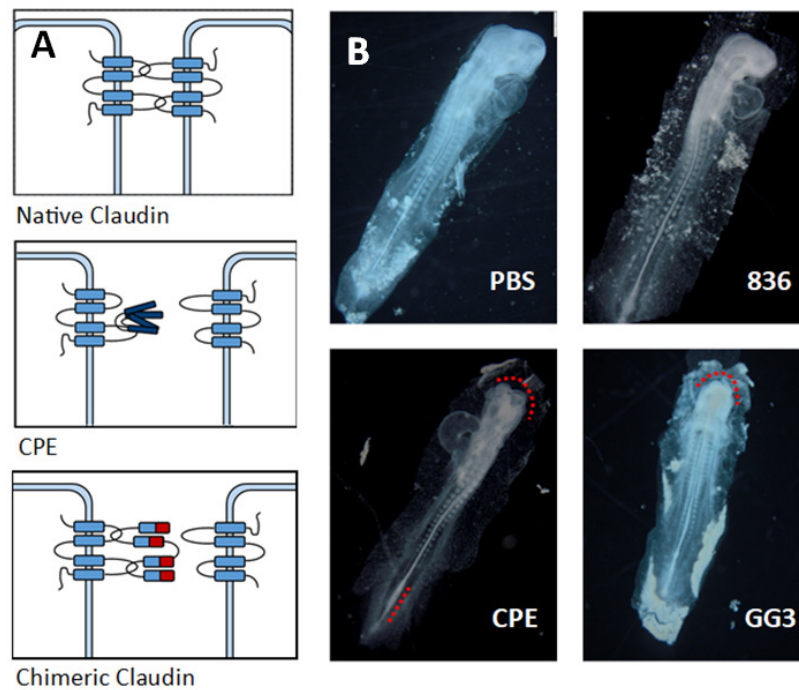 A
Native Claudin
CPE
Chimeric Claudin
B
PBS
836
CPE
GG3